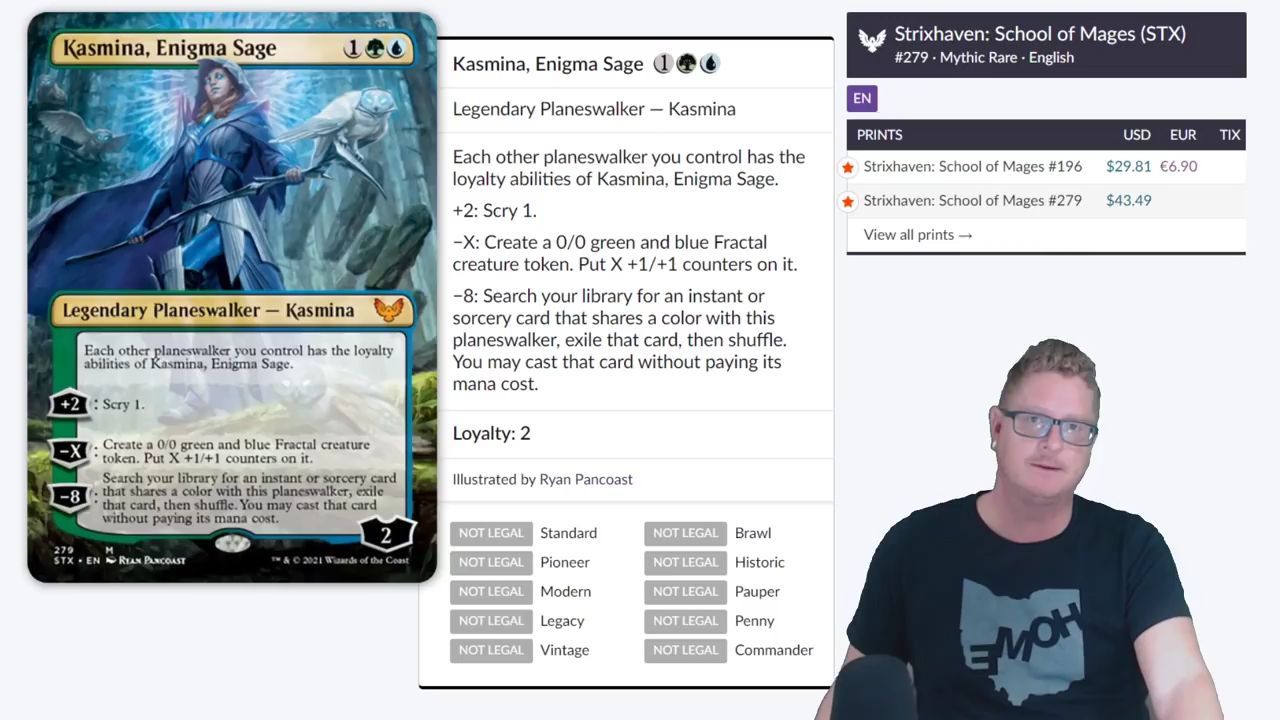 Kasmina, Enigma Sage 1
Legendary Planeswalker — Kasmina
Each other planeswalker you control has the loyalty
abilities of Kasmina, Enigma Sage.
+2 : Scry 1.
−X : Create a 0/0 green and blue Fractal creature
token. Put X +1/+1 counters on it.
−8 : Search your library for an instant or sorcery card
that shares a color with this planeswalker, exile
that card, then shuffle. You may cast that card
without paying its mana cost.
2
279 M
STX • EN RYAN PANCOAST
™ & © 2021 Wizards of the Coast
Kasmina, Enigma Sage 1
Legendary Planeswalker — Kasmina
Each other planeswalker you control has the
loyalty abilities of Kasmina, Enigma Sage.
+2: Scry 1.
−X: Create a 0/0 green and blue Fractal
creature token. Put X +1/+1 counters on it.
−8: Search your library for an instant or
sorcery card that shares a color with this
planeswalker, exile that card, then shuffle.
You may cast that card without paying its
mana cost.
Loyalty: 2
Illustrated by Ryan Pancoast
NOT LEGAL Standard NOT LEGAL Brawl
NOT LEGAL Pioneer NOT LEGAL Historic
NOT LEGAL Modern NOT LEGAL Pauper
NOT LEGAL Legacy NOT LEGAL Penny
NOT LEGAL Vintage NOT LEGAL Commander
Strixhaven: School of Mages (STX)
#279 · Mythic Rare · English
EN
PRINTS USD EUR TIX
Strixhaven: School of Mages #196 $29.81 €6.90
Strixhaven: School of Mages #279 $43.49
View all prints →
HOME